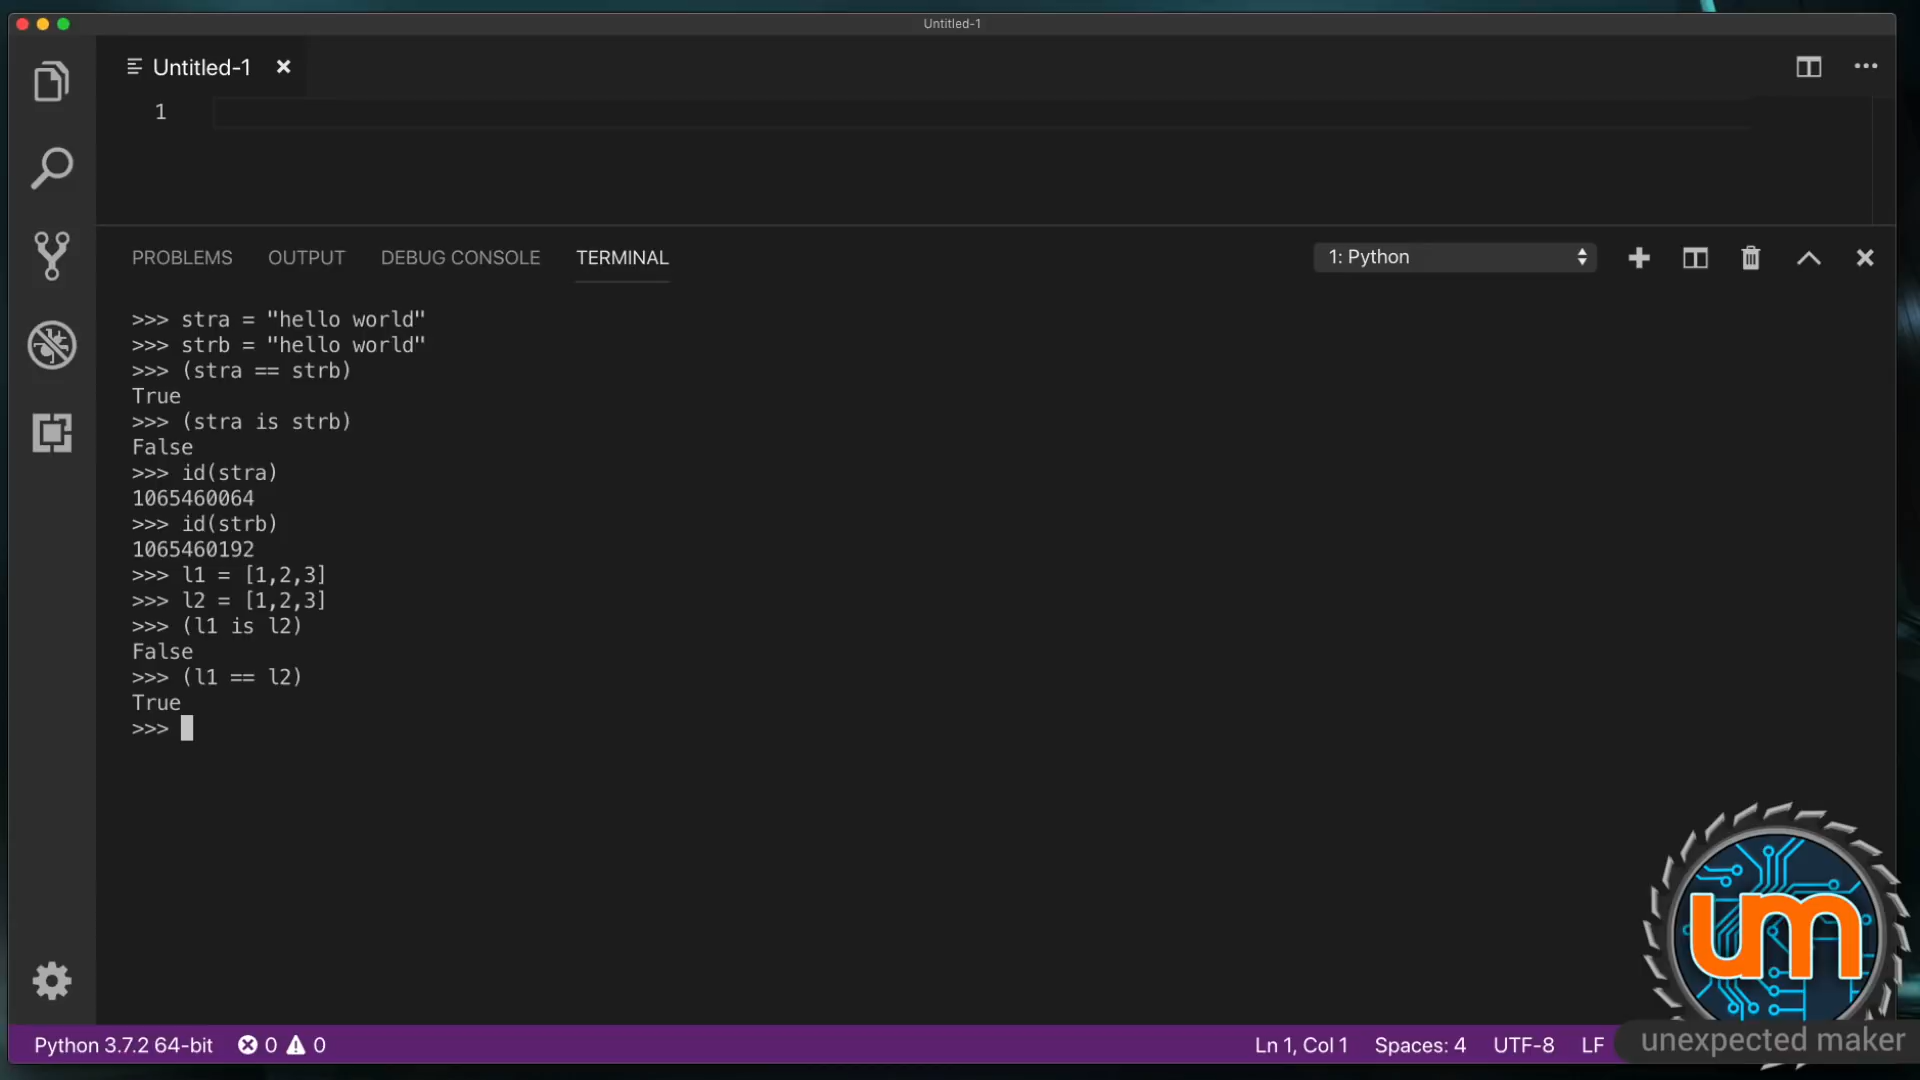 Untitled-1
Untitled-1
1
PROBLEMS OUTPUT DEBUG CONSOLE TERMINAL 1: Python
>>> stra = "hello world"
>>> strb = "hello world"
>>> (stra == strb)
True
>>> (stra is strb)
False
>>> id(stra)
1065460064
>>> id(strb)
1065460192
>>> l1 = [1,2,3]
>>> l2 = [1,2,3]
>>> (l1 is l2)
False
>>> (l1 == l2)
True
>>>
um
Python 3.7.2 64-bit 0 0 Ln 1, Col 1 Spaces: 4 UTF-8 LF unexpected maker